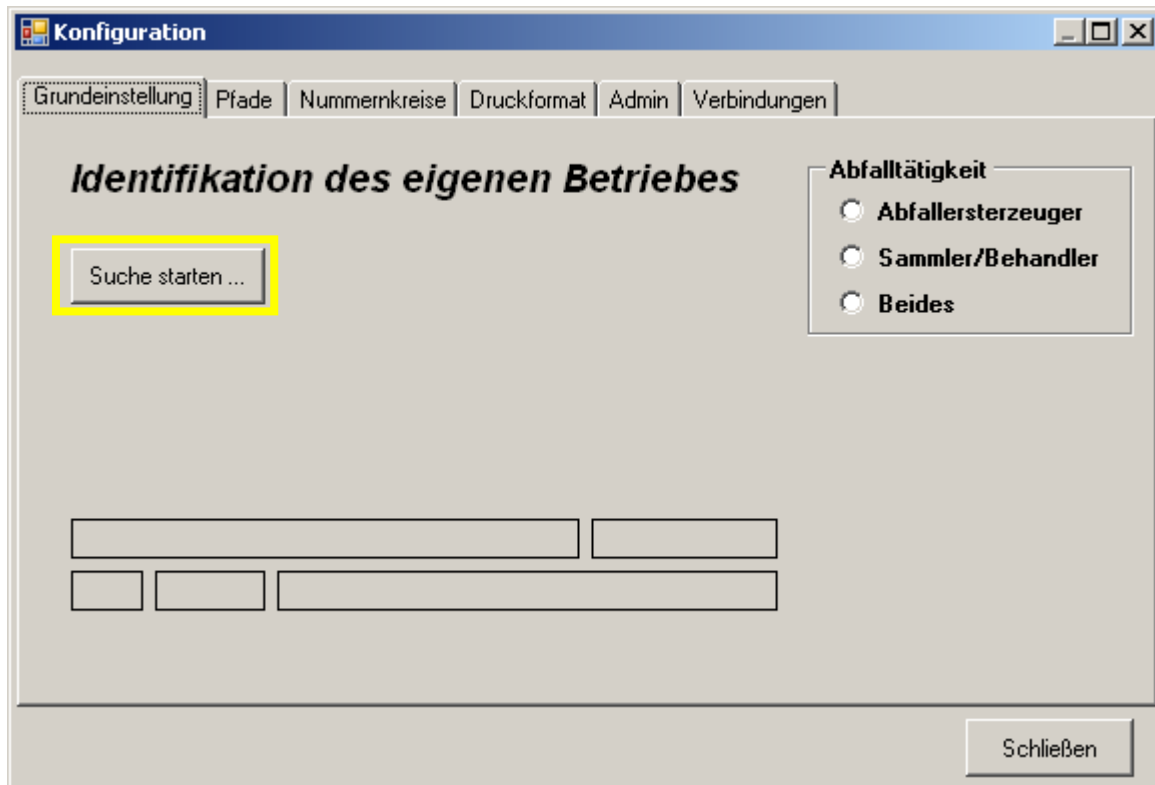 Konfiguration
Grundeinstellung Pfade Nummernkreise Druckformat Admin Verbindungen
Identifikation des eigenen Betriebes
Suche starten ...
Abfalltätigkeit
Abfallersterzeuger
Sammler/Behandler
Beides
Schließen